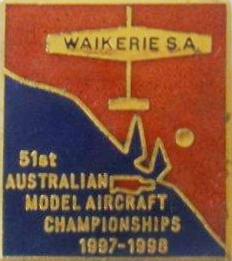 WAIKERIE S.A.
51st
AUSTRALIAN
MODEL AIRCRAFT
CHAMPIONSHIPS
1997-1998